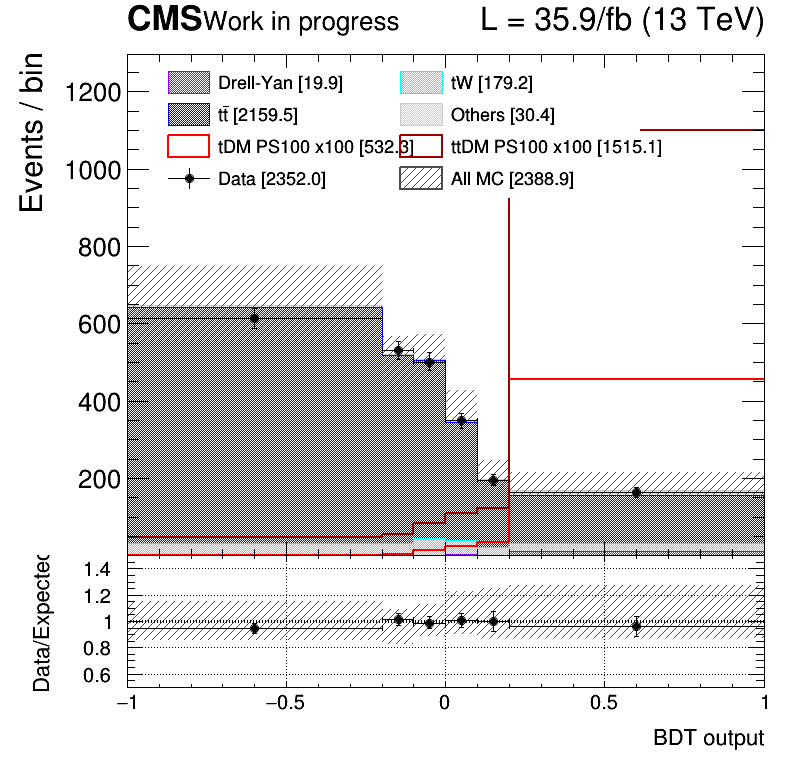 CMS Work in progress L = 35.9/fb (13 TeV)
Events / bin
1200
1000
800
600
400
200
Drell-Yan [19.9] tW [179.2]
tt̄ [2159.5] Others [30.4]
tDM PS100 x100 [532.3] ttDM PS100 x100 [1515.1]
Data [2352.0] All MC [2388.9]
Data/Expected
1.4
1.2
1
0.8
0.6
−1 −0.5 0 0.5 1
BDT output